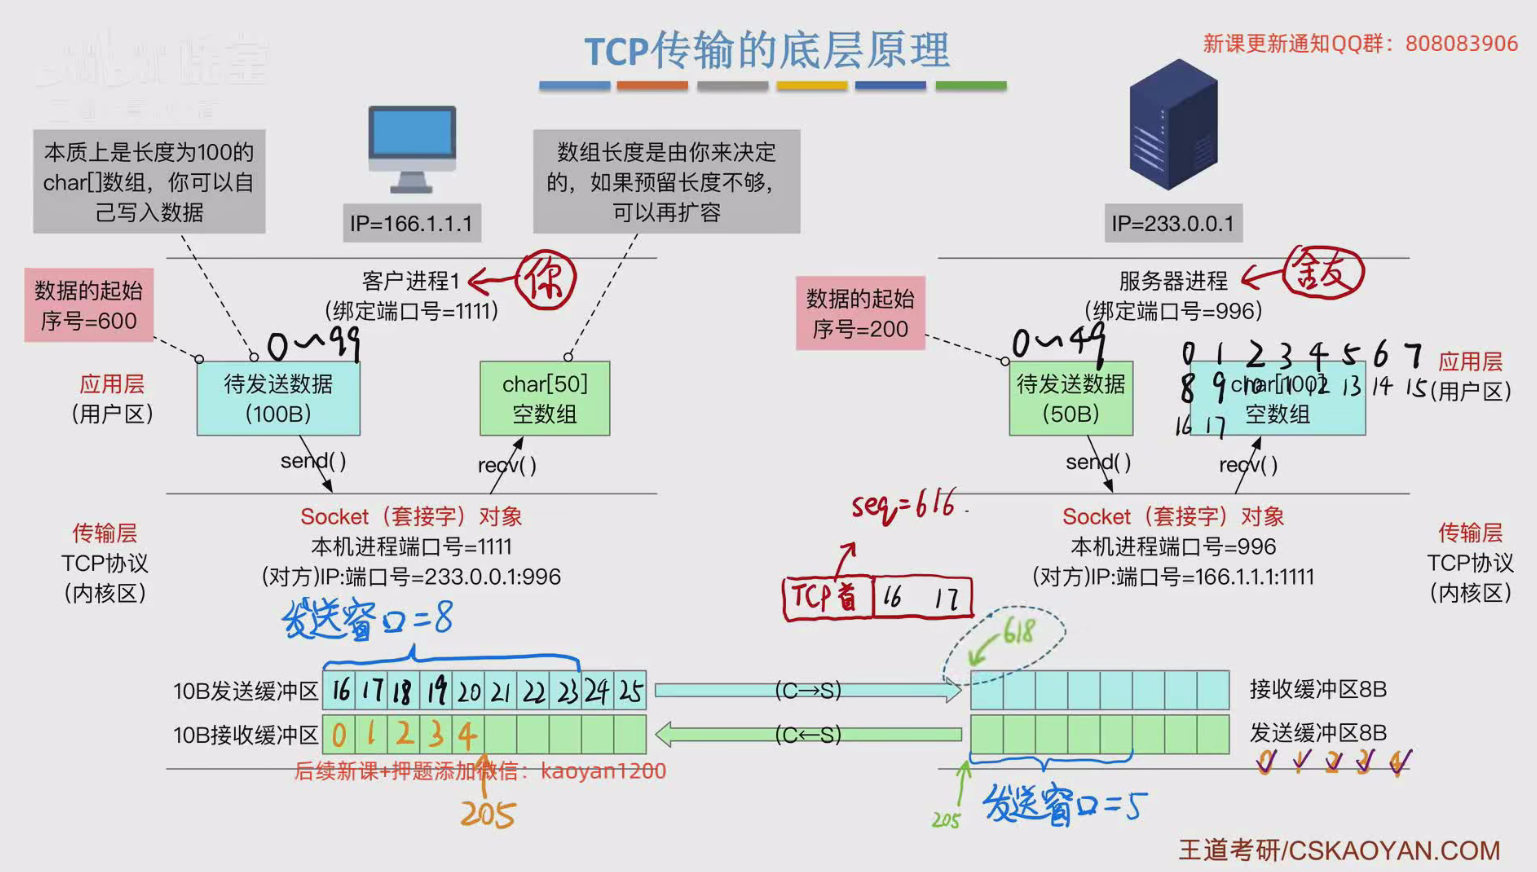 TCP传输的底层原理
新课更新通知QQ群：808083906
本质上是长度为100的
char[]数组，你可以自
己写入数据
数组长度是由你来决定
的，如果预留长度不够，
可以再扩容
IP=166.1.1.1
IP=233.0.0.1
数据的起始
序号=600
客户进程1
(绑定端口号=1111)
你
数据的起始
序号=200
服务器进程
(绑定端口号=996)
舍友
应用层
(用户区)
0~99
待发送数据
(100B)
char[50]
空数组
0~49
待发送数据
(50B)
0 1 2 3 4 5 6 7
8 9 10 11 12 13 14 15
16 17
char[100]
空数组
应用层
(用户区)
send()
recv()
send()
recv()
传输层
TCP协议
(内核区)
Socket（套接字）对象
本机进程端口号=1111
(对方)IP:端口号=233.0.0.1:996
seq=616
TCP首 16 17
Socket（套接字）对象
本机进程端口号=996
(对方)IP:端口号=166.1.1.1:1111
传输层
TCP协议
(内核区)
发送窗口=8
618
10B发送缓冲区
16 17 18 19 20 21 22 23 24 25
(C→S)
接收缓冲区8B
10B接收缓冲区
0 1 2 3 4
(C←S)
发送缓冲区8B
0 1 2 3 4
后续新课+押题添加微信：kaoyan1200
205
205
发送窗口=5
王道考研/CSKAOYAN.COM